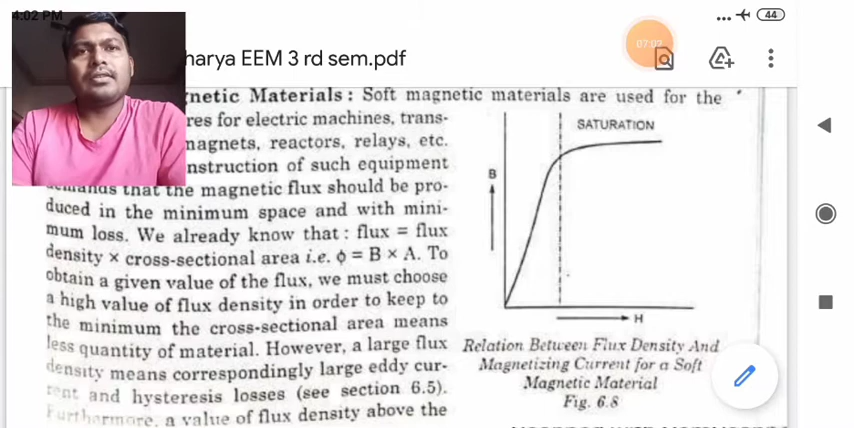 4:02 PM
44
07:02
harya EEM 3 rd sem.pdf
netic Materials : Soft magnetic materials are used for the
res for electric machines, trans-
nagnets, reactors, relays, etc.
nstruction of such equipment
demands that the magnetic flux should be pro-
duced in the minimum space and with mini-
mum loss. We already know that : flux = flux
density × cross-sectional area i.e. ϕ = B × A. To
obtain a given value of the flux, we must choose
a high value of flux density in order to keep to
the minimum the cross-sectional area means
less quantity of material. However, a large flux
density means correspondingly large eddy cur-
rent and hysteresis losses (see section 6.5).
Furthermore, a value of flux density above the
SATURATION
B
H
Relation Between Flux Density And
Magnetizing Current for a Soft
Magnetic Material
Fig. 6.8